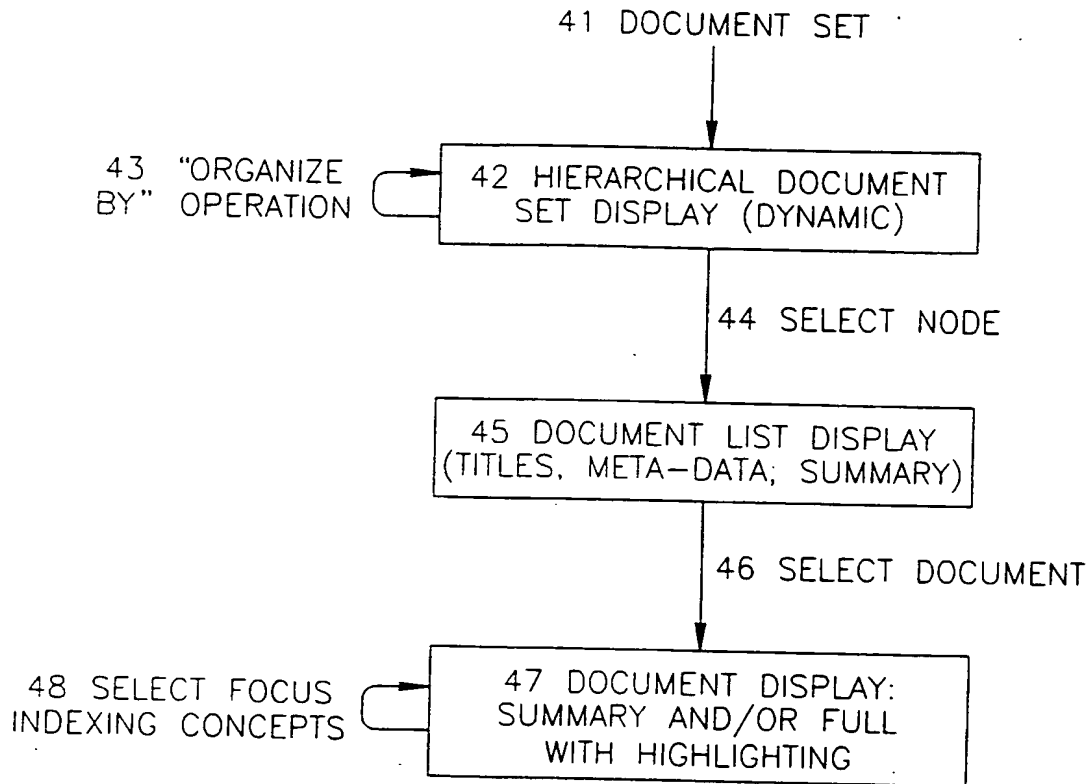 41 DOCUMENT SET
43 "ORGANIZE
BY" OPERATION
42 HIERARCHICAL DOCUMENT
SET DISPLAY (DYNAMIC)
44 SELECT NODE
45 DOCUMENT LIST DISPLAY
(TITLES, META-DATA; SUMMARY)
46 SELECT DOCUMENT
48 SELECT FOCUS
INDEXING CONCEPTS
47 DOCUMENT DISPLAY:
SUMMARY AND/OR FULL
WITH HIGHLIGHTING